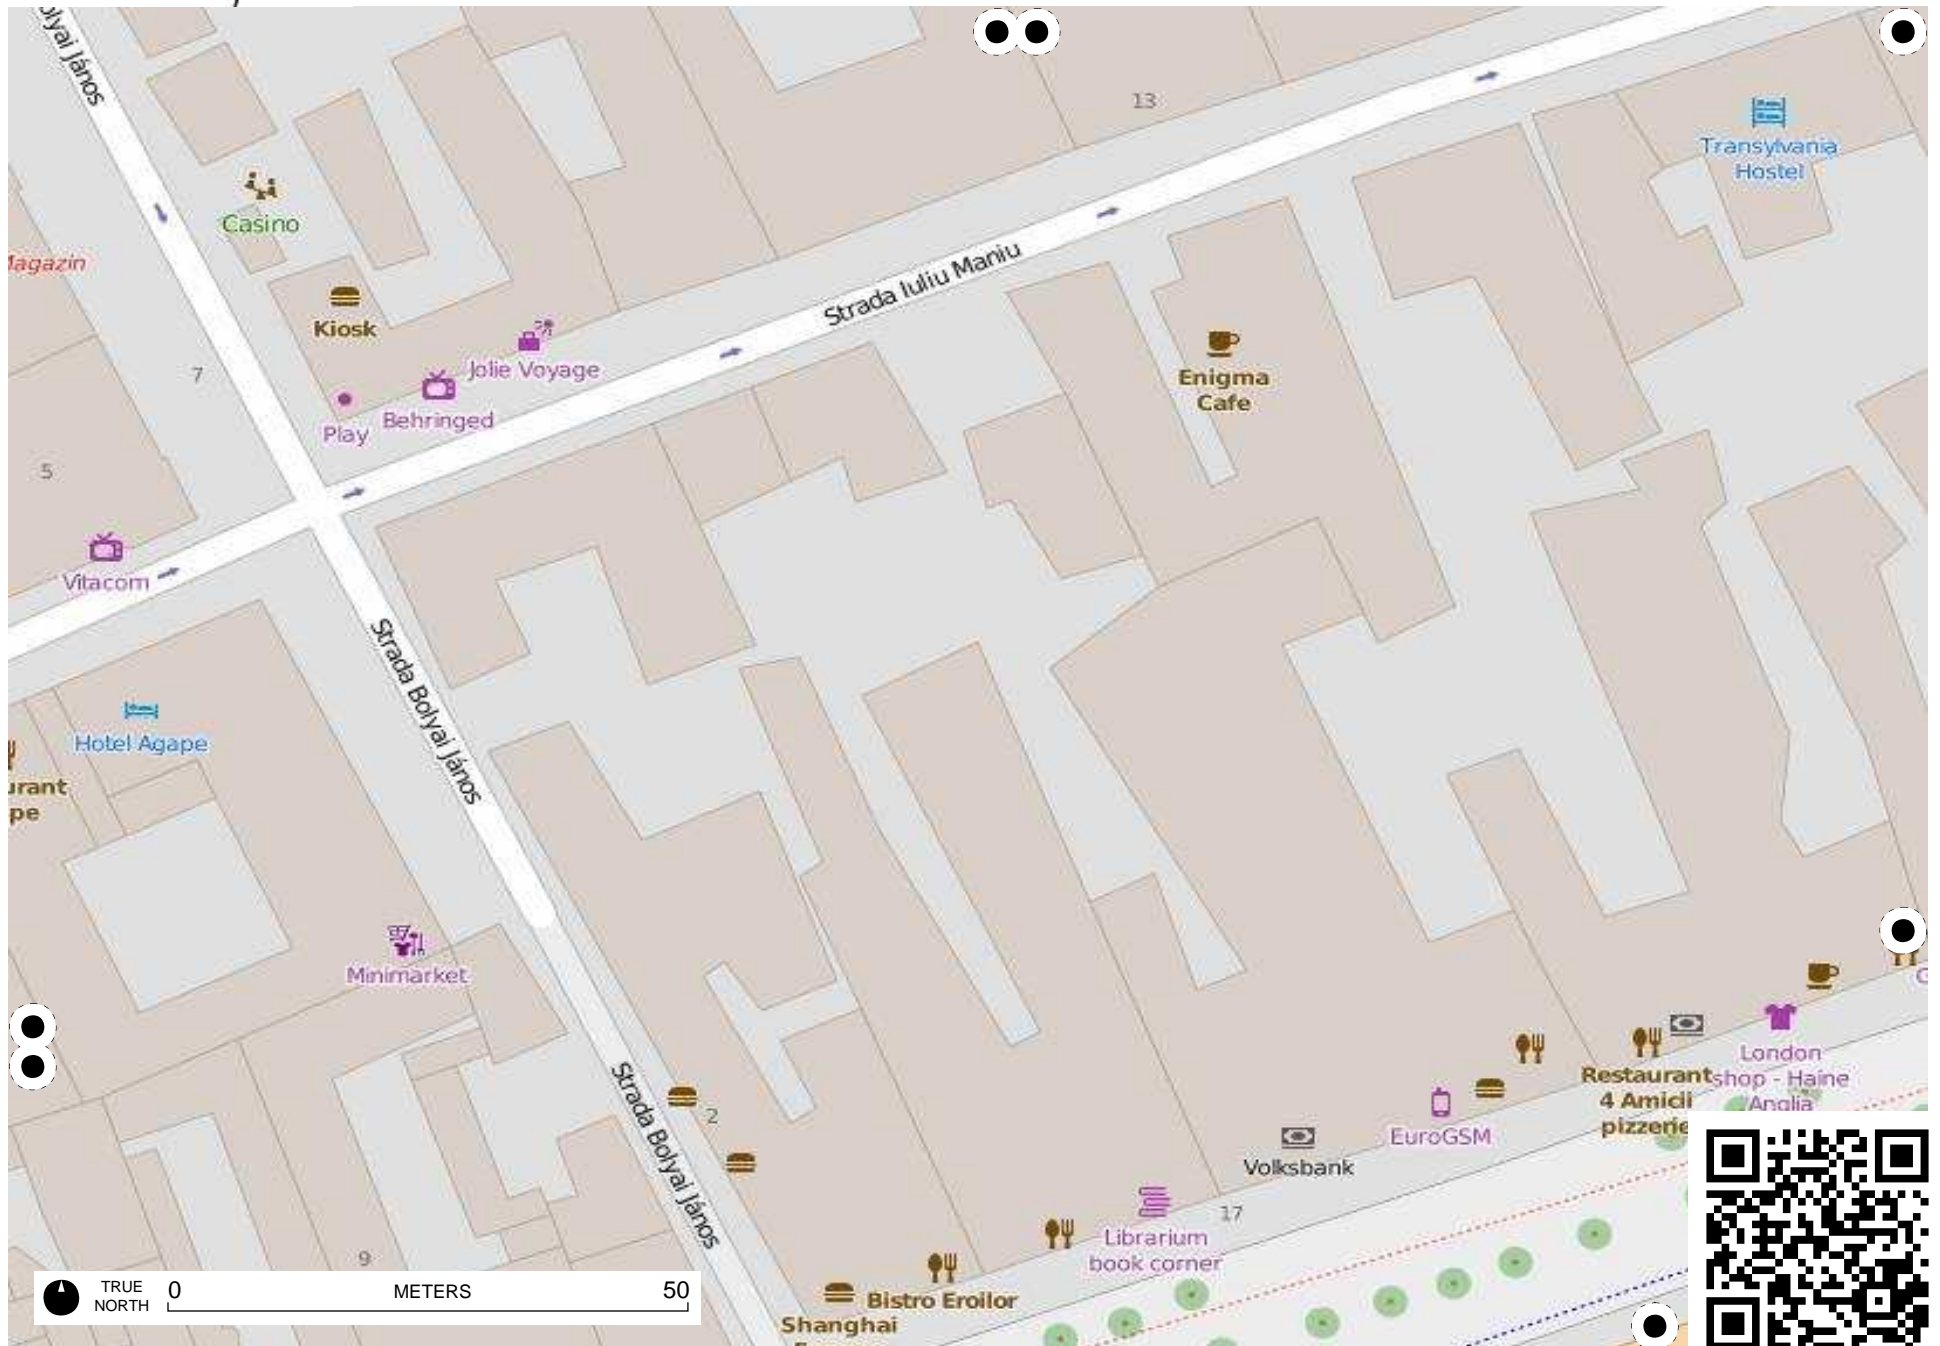 olyai János
13
Transylvania
Hostel
Casino
Magazin
Strada Iuliu Maniu
Kiosk
Jolie Voyage
7
Enigma
Cafe
Behringed
Play
5
Vitacom
Strada Bolyai János
Hotel Agape
urant
pe
Minimarket
London
shop - Haine
Anglia
Restaurant
4 Amicii
pizzerie
Strada Bolyai János
2
EuroGSM
Volksbank
17
Librarium
book corner
9
TRUE
NORTH
0 METERS 50
Bistro Eroilor
Shanghai